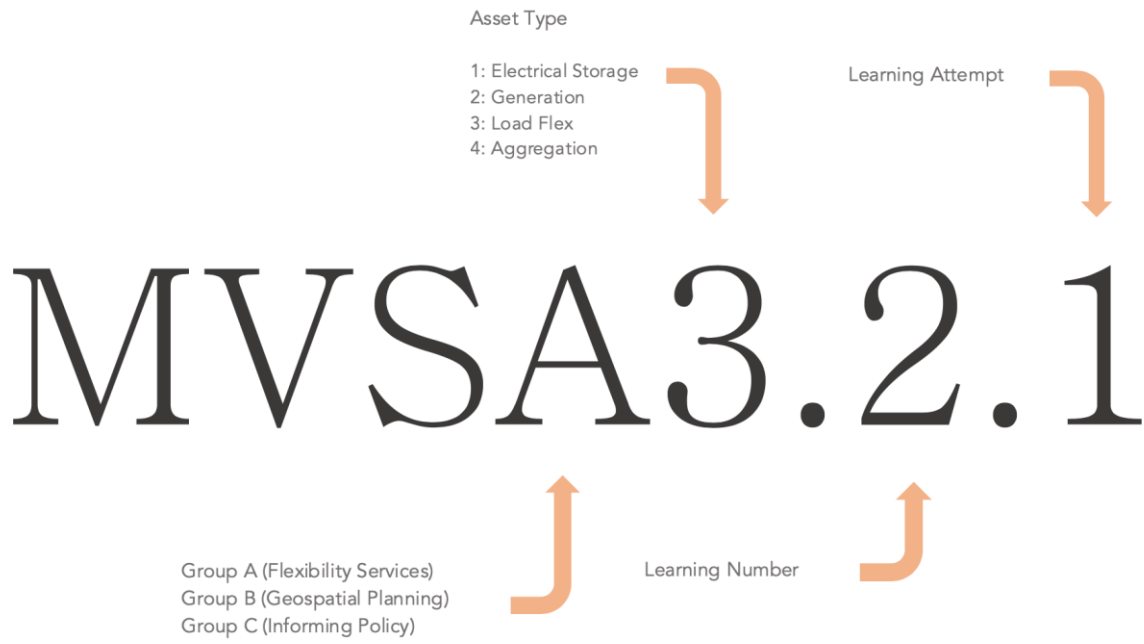 Asset Type
1: Electrical Storage
2: Generation
3: Load Flex
4: Aggregation
Learning Attempt
MVSA3.2.1
Group A (Flexibility Services)
Group B (Geospatial Planning)
Group C (Informing Policy)
Learning Number